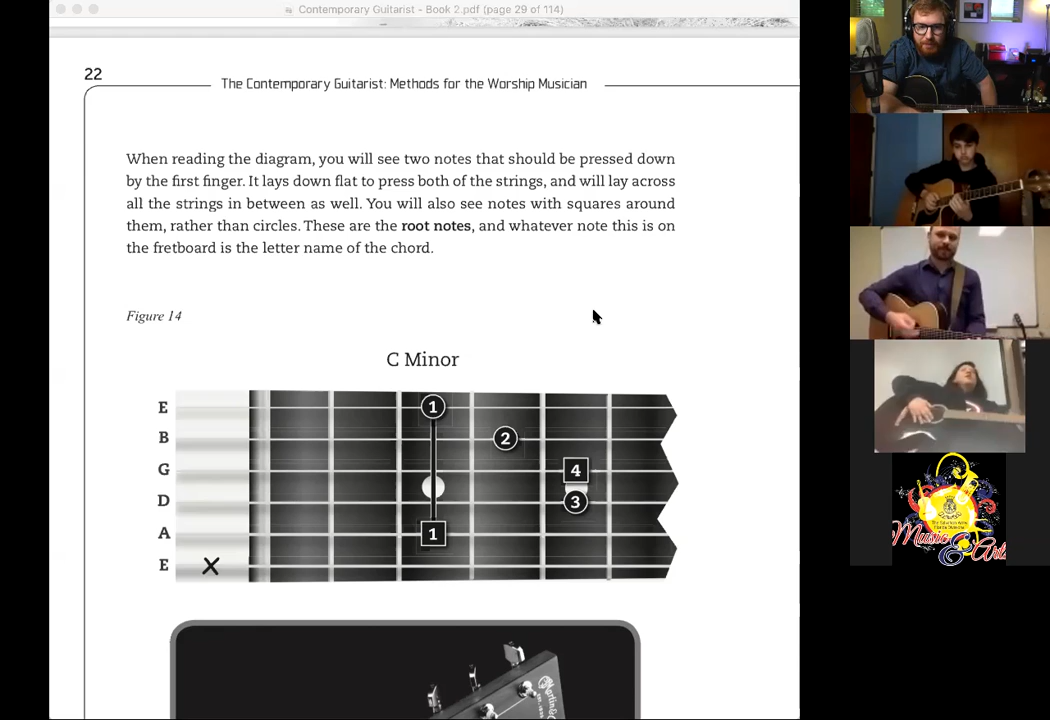 Contemporary Guitarist - Book 2.pdf (page 29 of 114)
22
The Contemporary Guitarist: Methods for the Worship Musician
When reading the diagram, you will see two notes that should be pressed down
by the first finger. It lays down flat to press both of the strings, and will lay across
all the strings in between as well. You will also see notes with squares around
them, rather than circles. These are the root notes, and whatever note this is on
the fretboard is the letter name of the chord.
Figure 14
C Minor
E 1
B 2
G 4
D 3
A 1
E X
Music
& Arts